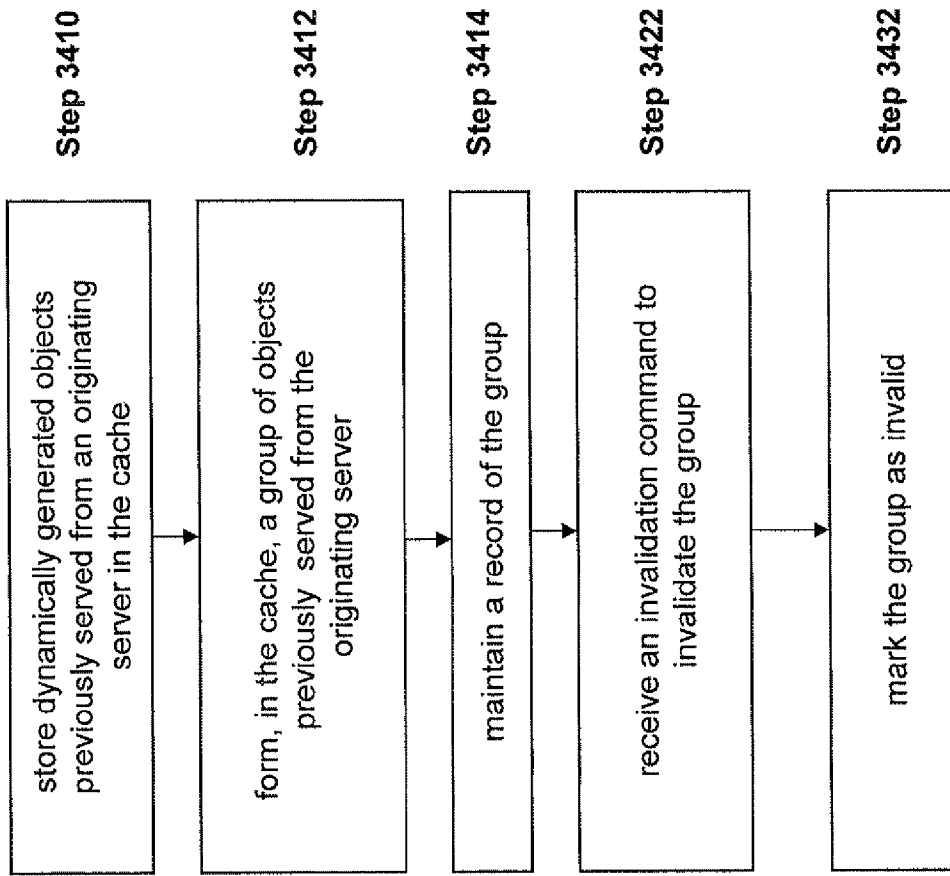 store dynamically generated objects
previously served from an originating
server in the cache
Step 3410
form, in the cache, a group of objects
previously served from the
originating server
Step 3412
maintain a record of the group
Step 3414
receive an invalidation command to
invalidate the group
Step 3422
mark the group as invalid
Step 3432